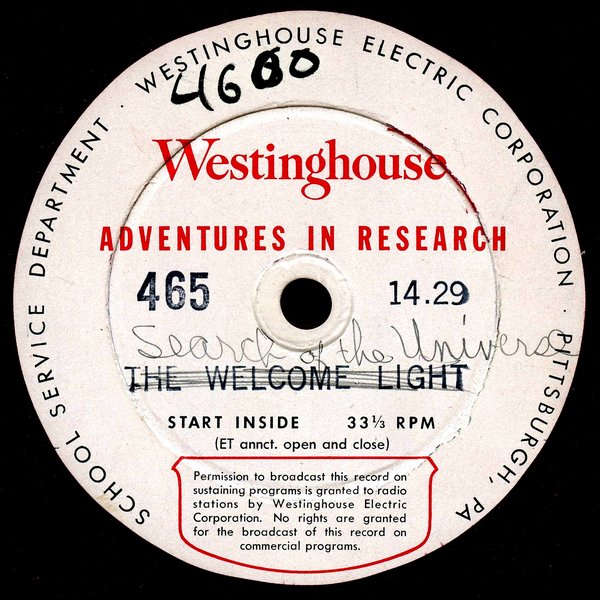 SCHOOL SERVICE DEPARTMENT · WESTINGHOUSE ELECTRIC CORPORATION · PITTSBURGH, PA
4600
Westinghouse
ADVENTURES IN RESEARCH
465 14.29
Search of the Universe
THE WELCOME LIGHT
START INSIDE 33⅓ RPM
(ET annct. open and close)
Permission to broadcast this record on
sustaining programs is granted to radio
stations by Westinghouse Electric
Corporation. No rights are granted
for the broadcast of this record on
commercial programs.